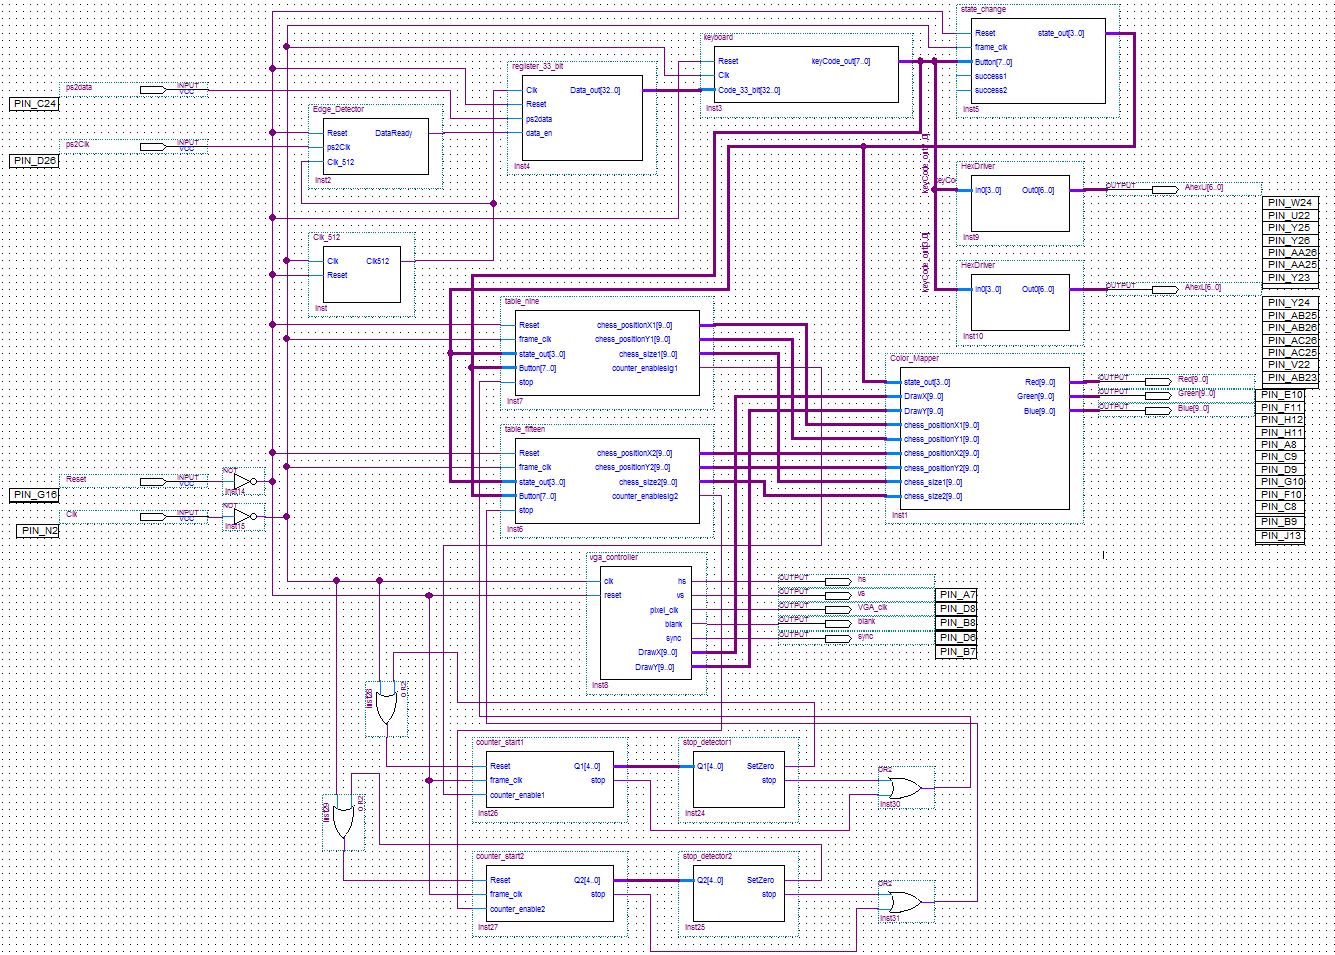 state_change
Reset
frame_clk
Button[7..0]
success1
success2
state_out[3..0]
Inst5
keyboard
Reset
Clk
Code_33_bit[32..0]
keyCode_out[7..0]
Inst3
register_33_bit
Clk
Reset
ps2data
data_en
Data_out[32..0]
Inst4
ps2data
INPUT
VCC
PIN_C24
ps2Clk
INPUT
VCC
PIN_D26
Edge_Detector
Reset
ps2Clk
Clk_512
DataReady
Inst2
HexDriver
In0[3..0]
Out0[6..0]
Inst9
OUTPUT
AhexU[6..0]
PIN_W24
PIN_U22
PIN_Y25
PIN_Y26
PIN_AA26
PIN_AA25
PIN_Y23
Clk_512
Clk
Reset
Clk512
Inst
HexDriver
In0[3..0]
Out0[6..0]
Inst10
OUTPUT
AhexL[6..0]
PIN_Y24
PIN_AB25
PIN_AB26
PIN_AC26
PIN_AC25
PIN_V22
PIN_AB23
table_nine
Reset
frame_clk
state_out[3..0]
Button[7..0]
stop
chess_positionX1[9..0]
chess_positionY1[9..0]
chess_size1[9..0]
counter_enablesig1
Inst7
Color_Mapper
state_out[3..0]
DrawX[9..0]
DrawY[9..0]
chess_positionX1[9..0]
chess_positionY1[9..0]
chess_positionX2[9..0]
chess_positionY2[9..0]
chess_size1[9..0]
chess_size2[9..0]
Red[9..0]
Green[9..0]
Blue[9..0]
Inst1
OUTPUT
Red[9..0]
OUTPUT
Green[9..0]
OUTPUT
Blue[9..0]
PIN_E10
PIN_F11
PIN_H12
PIN_H11
PIN_A8
PIN_C9
PIN_D9
PIN_G10
PIN_F10
PIN_C8
PIN_B9
PIN_J13
table_fifteen
Reset
frame_clk
state_out[3..0]
Button[7..0]
stop
chess_positionX2[9..0]
chess_positionY2[9..0]
chess_size2[9..0]
counter_enablesig2
Inst6
Reset
INPUT
VCC
PIN_G16
NOT
Inst14
Clk
INPUT
VCC
PIN_N2
NOT
Inst15
vga_controller
clk
reset
hs
vs
pixel_clk
blank
sync
DrawX[9..0]
DrawY[9..0]
Inst8
OUTPUT
hs
OUTPUT
vs
OUTPUT
VGA_clk
OUTPUT
blank
OUTPUT
sync
PIN_A7
PIN_D8
PIN_B8
PIN_D6
PIN_B7
OR2
counter_start1
Reset
frame_clk
counter_enable1
Q1[4..0]
stop
Inst26
stop_detector1
Q1[4..0]
SetZero
stop
Inst24
OR2
Inst30
OR2
Inst29
counter_start2
Reset
frame_clk
counter_enable2
Q2[4..0]
stop
Inst27
stop_detector2
Q2[4..0]
SetZero
stop
Inst25
OR2
Inst31